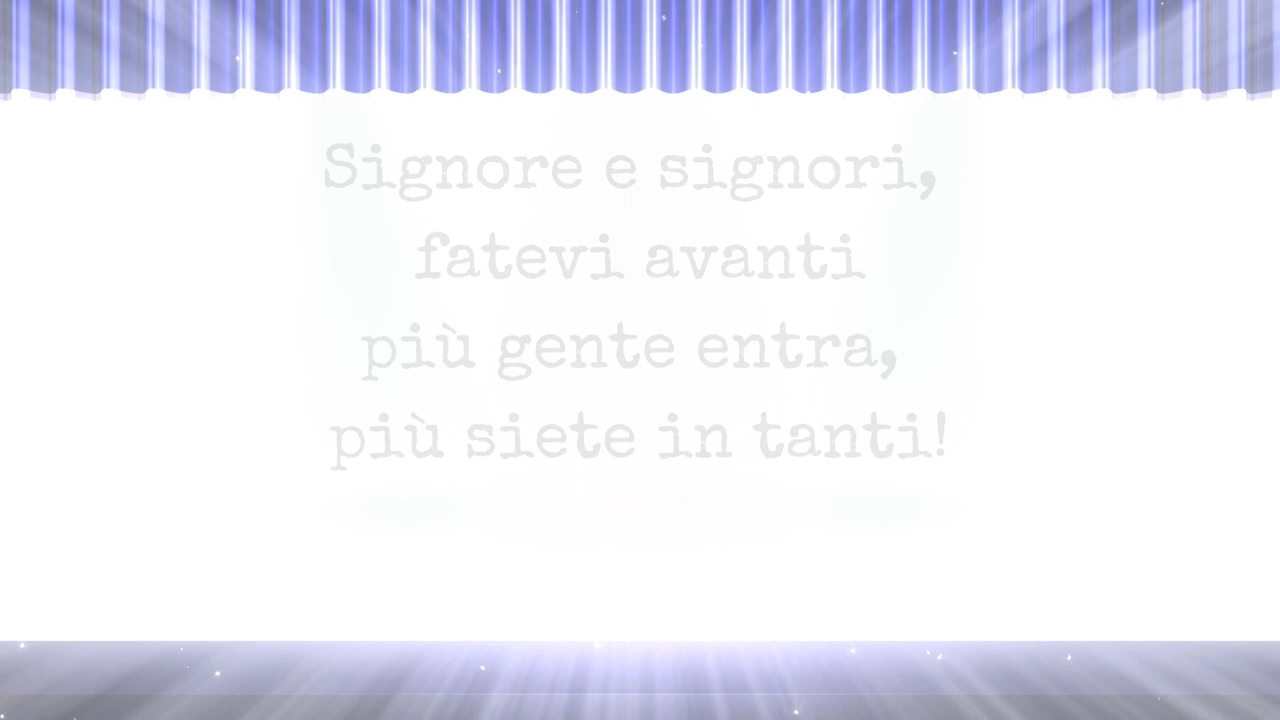 Signore e signori,
fatevi avanti
più gente entra,
più siete in tanti!